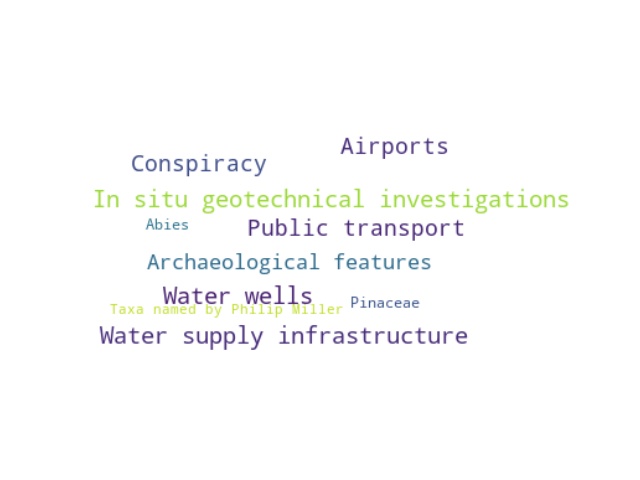 Airports
Conspiracy
In situ geotechnical investigations
Abies
Public transport
Archaeological features
Water wells
Pinaceae
Taxa named by Philip Miller
Water supply infrastructure